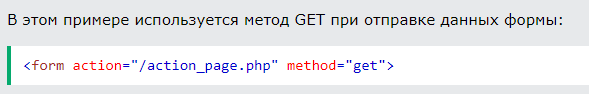 В этом примере используется метод GET при отправке данных формы:
<form action="/action_page.php" method="get">